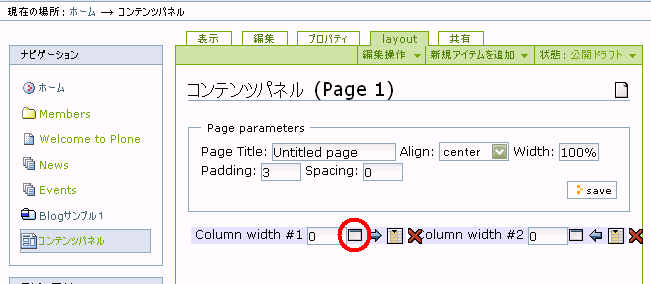 現在の場所: ホーム → コンテンツパネル
ナビゲーション
ホーム
Members
Welcome to Plone
News
Events
Blogサンプル1
コンテンツパネル
表示 編集 プロパティ layout 共有
編集操作 新規アイテムを追加 状態: 公開ドラフト
コンテンツパネル (Page 1)
Page parameters
Page Title: Untitled page Align: center Width: 100%
Padding: 3 Spacing: 0
save
Column width #1 0 olumn width #2 0